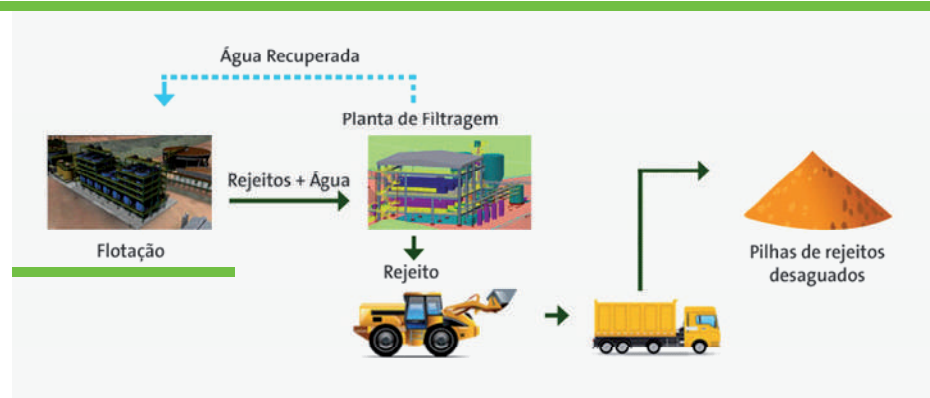 Água Recuperada
Planta de Filtragem
Rejeitos + Água
Flotação
Rejeito
Pilhas de rejeitos
desaguados